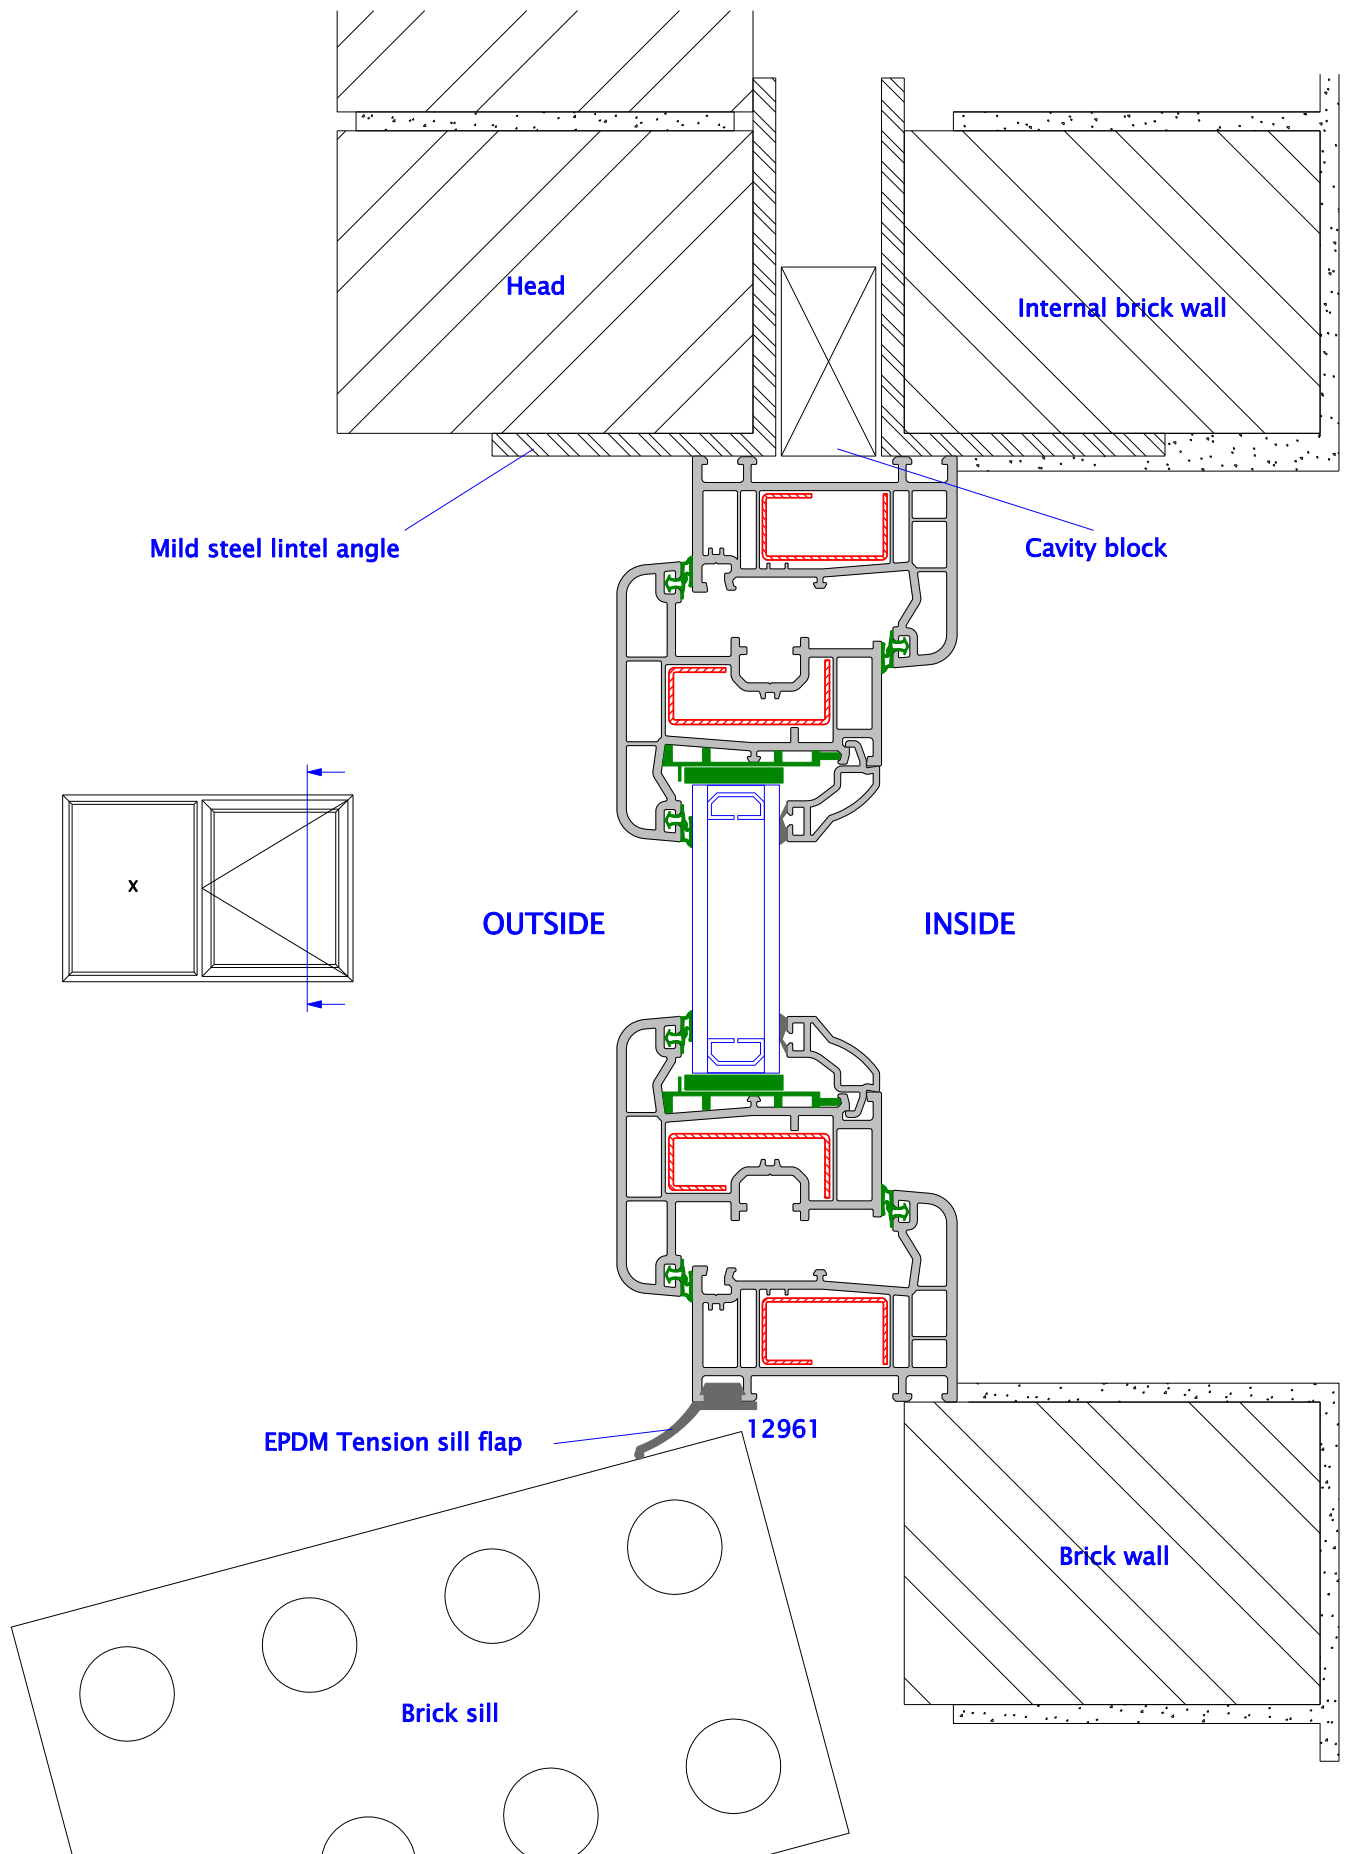 Head
Internal brick wall
Mild steel lintel angle
Cavity block
x
OUTSIDE
INSIDE
12961
EPDM Tension sill flap
Brick wall
Brick sill